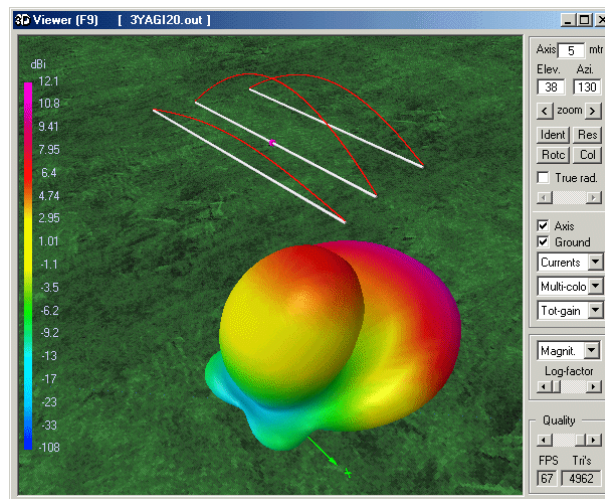 3D Viewer (F9) [ 3YAGI20.out ]
dBi
12.1
10.8
9.41
7.95
6.4
4.74
2.95
1.01
-1.1
-3.5
-6.2
-9.2
-13
-17
-23
-33
-108
Axis 5 mtr
Elev. Azi.
38 130
< zoom >
Ident Res
Rotc Col
True rad.
Axis
Ground
Currents
Multi-colo
Tot-gain
Magnit.
Log-factor
Quality
FPS Tri's
67 4962